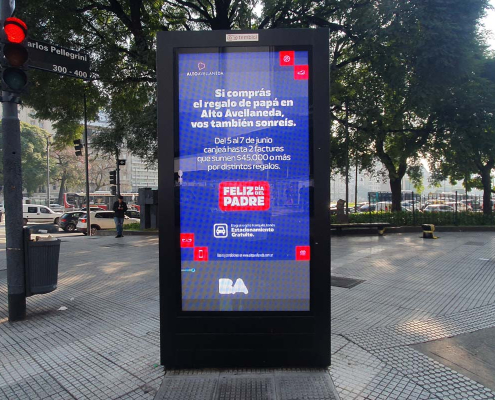 Carlos Pellegrini
300 - 400
ALTOAVELLANEDA
Si comprás
el regalo de papá en
Alto Avellaneda,
vos también sonreís.
Del 5 al 7 de junio
canjeá hasta 2 facturas
que sumen $45.000 o más
por distintos regalos.
FELIZ DÍA
DEL
PADRE
Estacionamiento
Gratuito.
BA